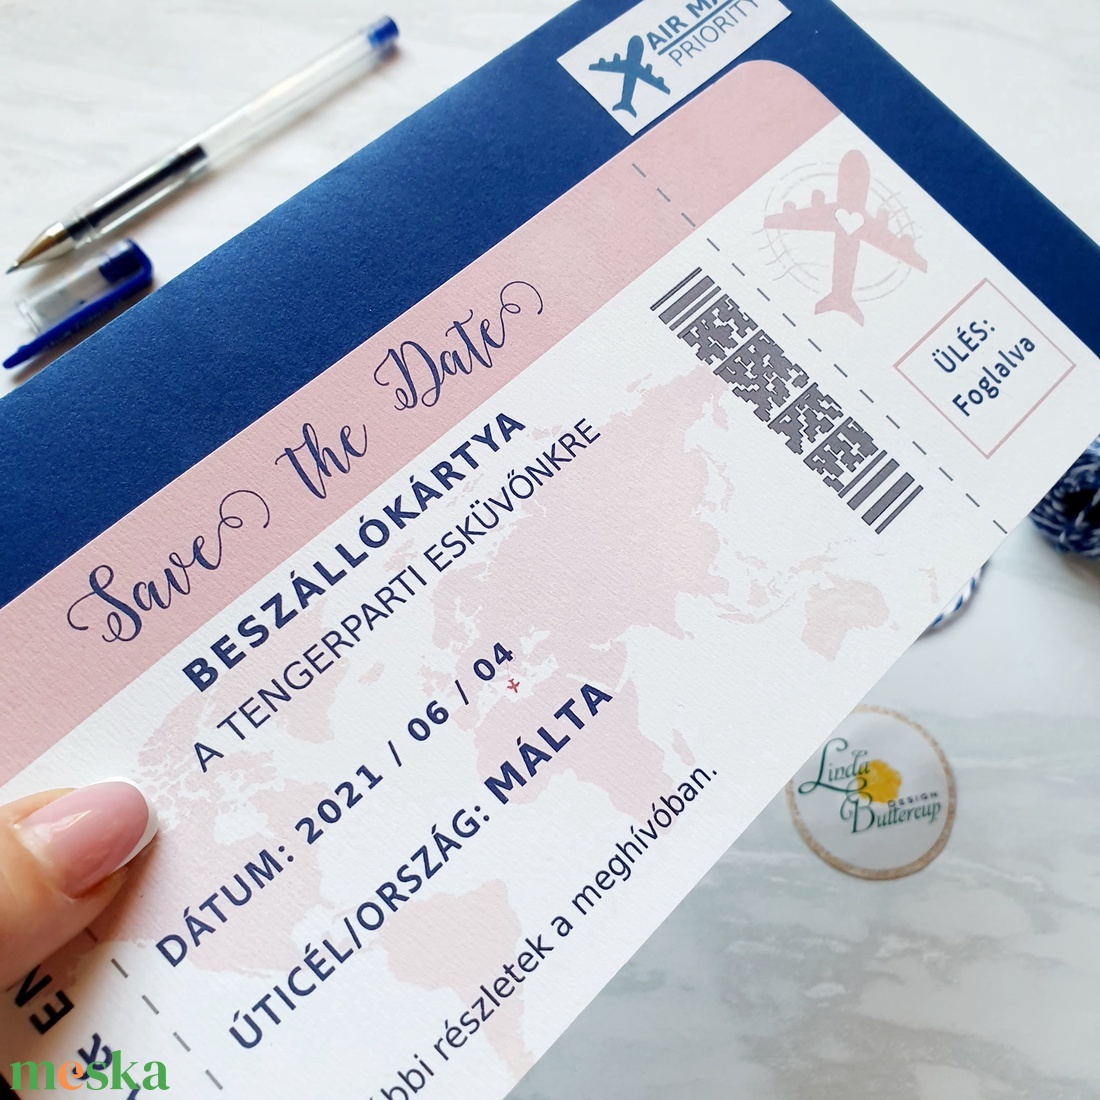 AIR
PRIORITY
Save the Date
BESZÁLLÓKÁRTYA
A TENGERPARTI ESKÜVŐNKRE
DÁTUM: 2021 / 06 / 04
ÚTICÉL/ORSZÁG: MÁLTA
részletek a meghívóban.
ÜLÉS:
Foglalva
Linda
DESIGN
Buttercup
meska